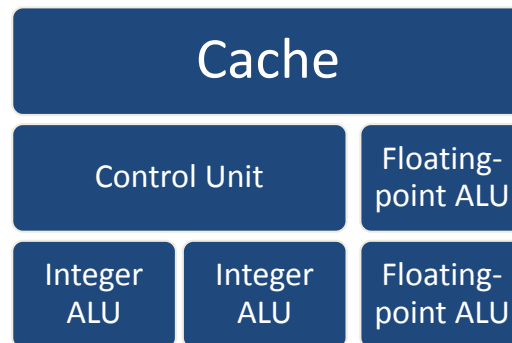 Cache
Control Unit
Floating-
point ALU
Integer
ALU
Integer
ALU
Floating-
point ALU